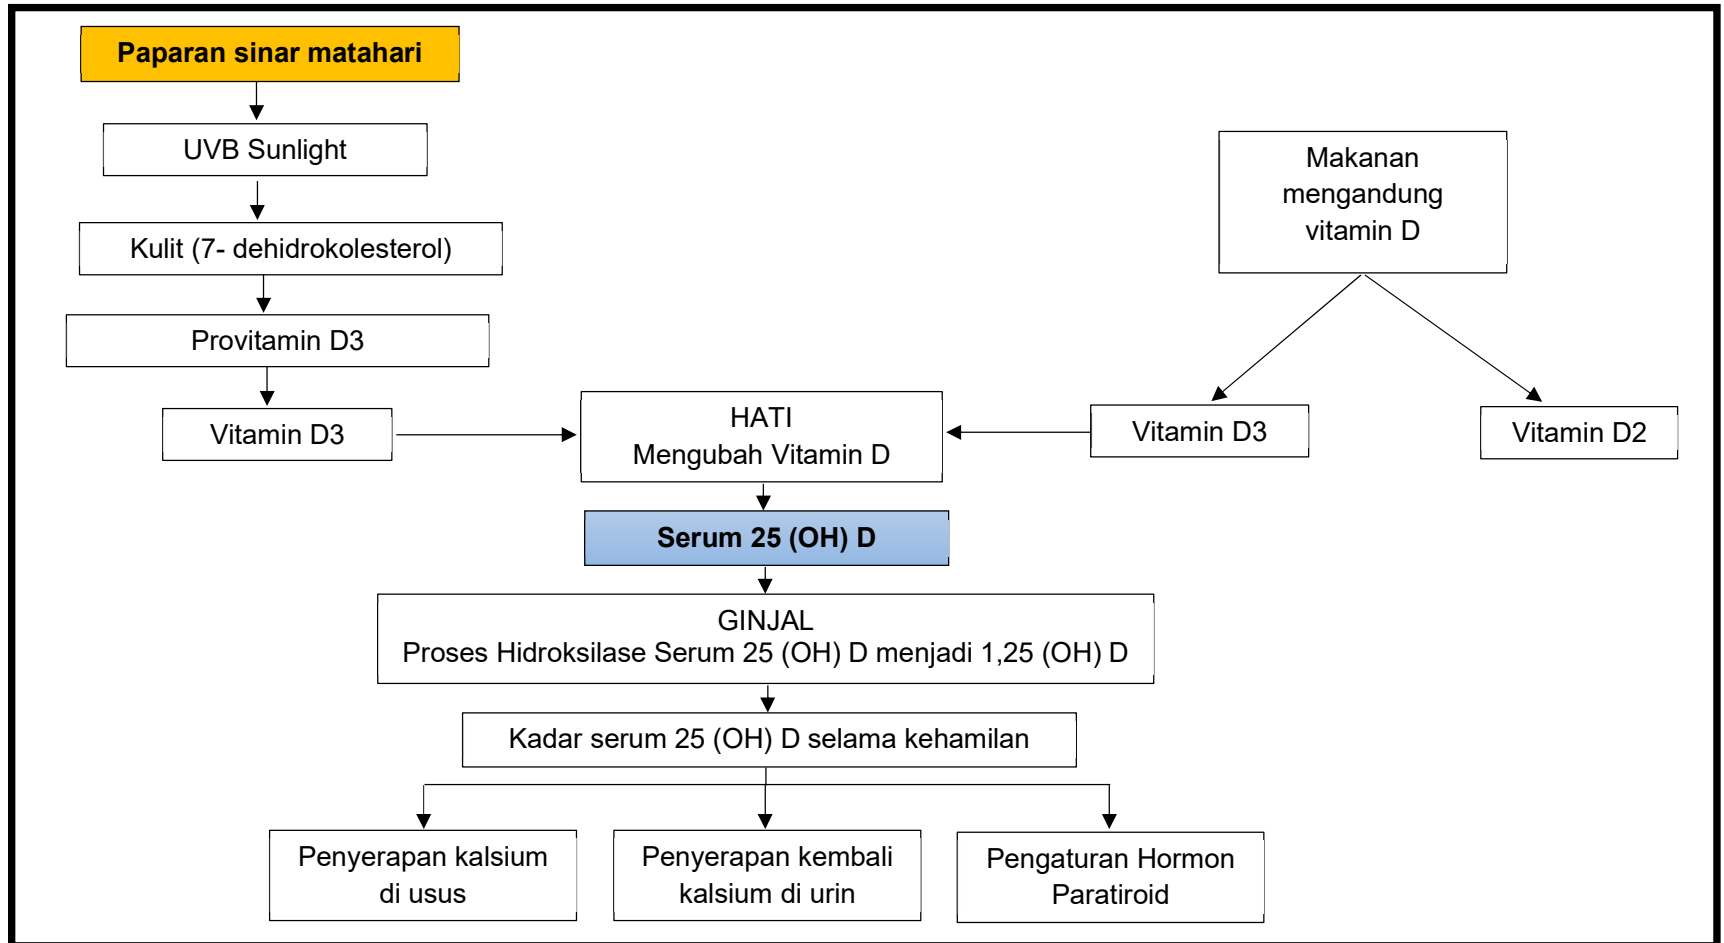 Paparan sinar matahari
UVB Sunlight
Kulit (7- dehidrokolesterol)
Provitamin D3
Vitamin D3
Makanan
mengandung
vitamin D
Vitamin D3
Vitamin D2
HATI
Mengubah Vitamin D
Serum 25 (OH) D
GINJAL
Proses Hidroksilase Serum 25 (OH) D menjadi 1,25 (OH) D
Kadar serum 25 (OH) D selama kehamilan
Penyerapan kalsium
di usus
Penyerapan kembali
kalsium di urin
Pengaturan Hormon
Paratiroid